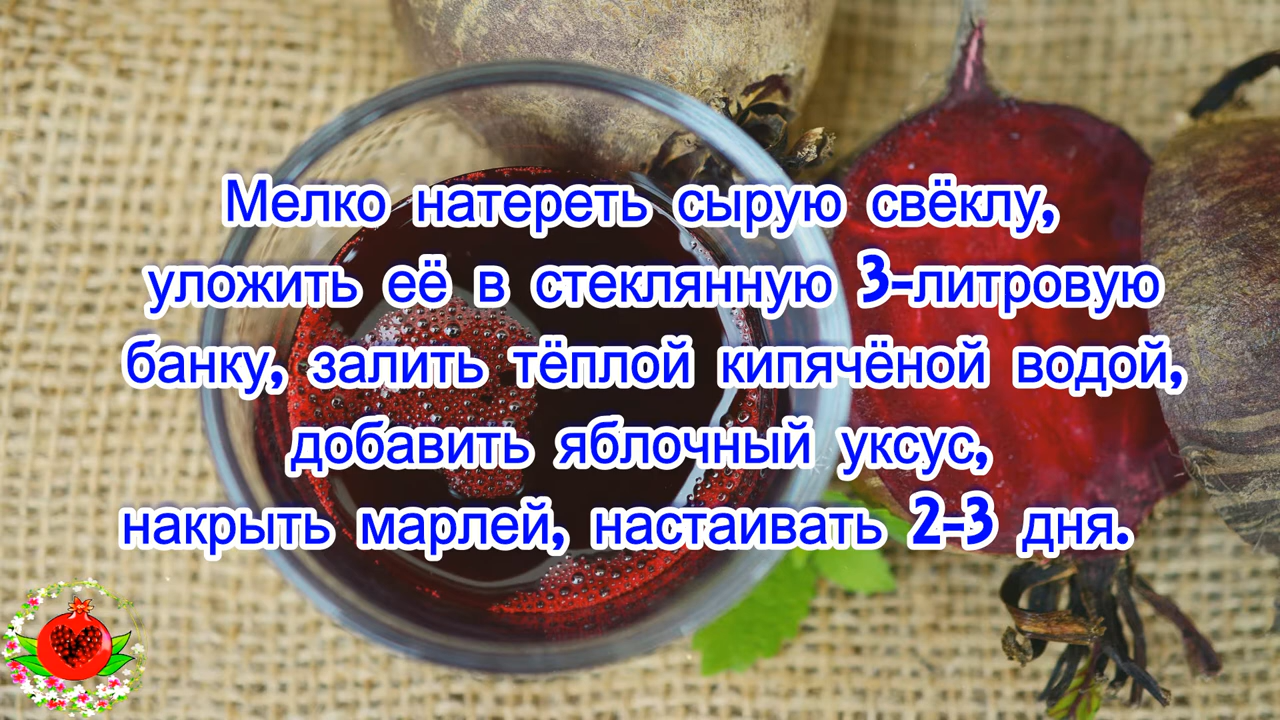 Мелко натереть сырую свёклу,
уложить её в стеклянную 3-литровую
банку, залить тёплой кипячёной водой,
добавить яблочный уксус,
накрыть марлей, настаивать 2-3 дня.